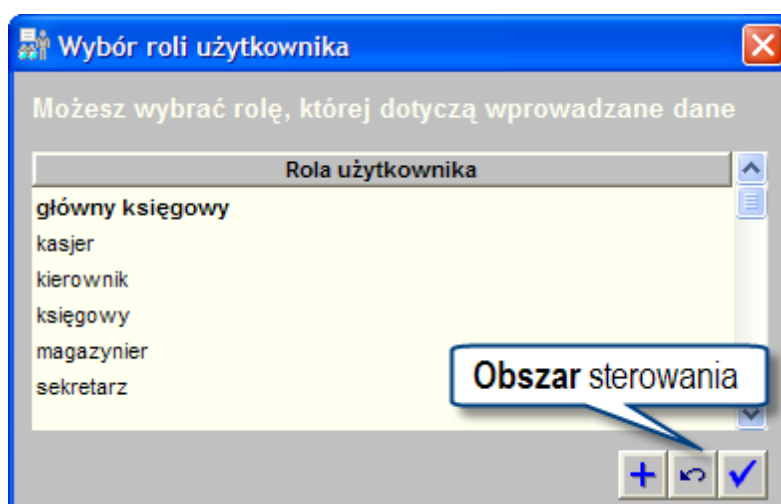 Wybór roli użytkownika
Możesz wybrać rolę, której dotyczą wprowadzane dane
Rola użytkownika
główny księgowy
kasjer
kierownik
księgowy
magazynier
sekretarz
Obszar sterowania